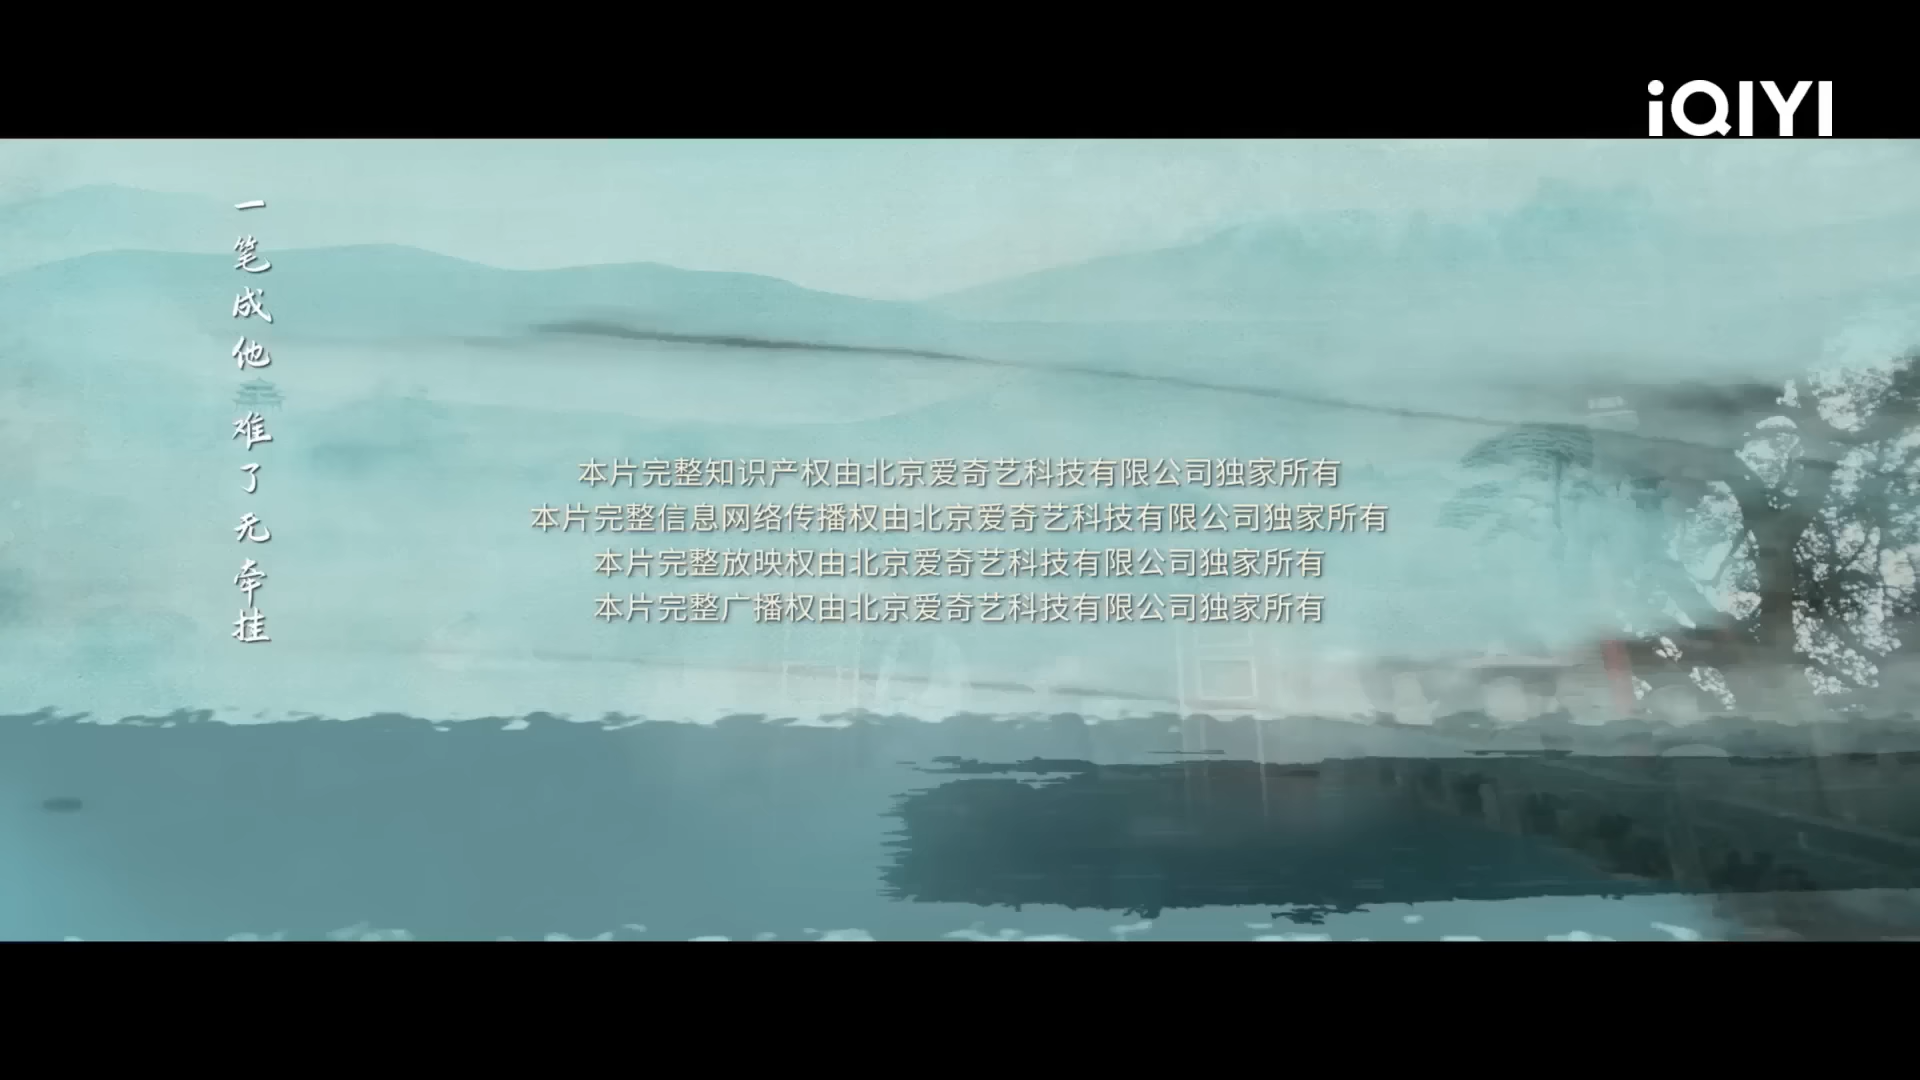 iQIYI
一笔成他 难了无牵挂
本片完整知识产权由北京爱奇艺科技有限公司独家所有
本片完整信息网络传播权由北京爱奇艺科技有限公司独家所有
本片完整放映权由北京爱奇艺科技有限公司独家所有
本片完整广播权由北京爱奇艺科技有限公司独家所有